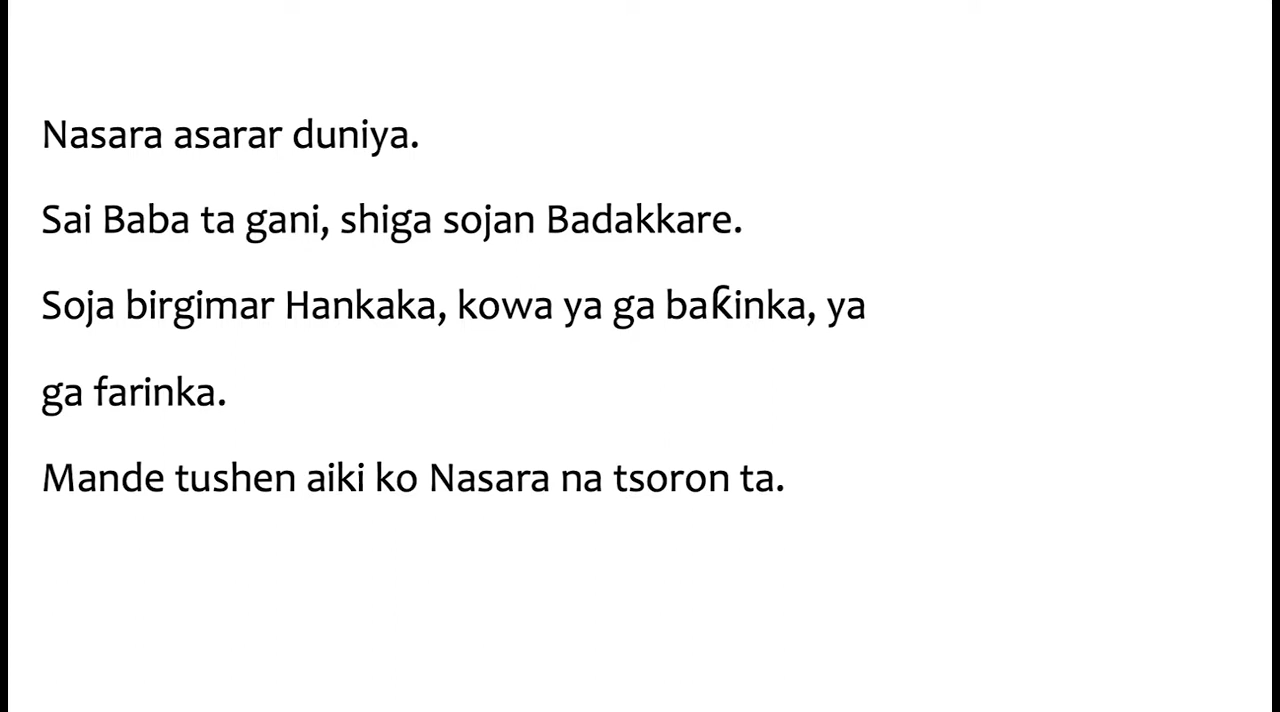 Nasara asarar duniya.
Sai Baba ta gani, shiga sojan Badakkare.
Soja birgimar Hankaka, kowa ya ga baƙinka, ya
ga farinka.
Mande tushen aiki ko Nasara na tsoron ta.